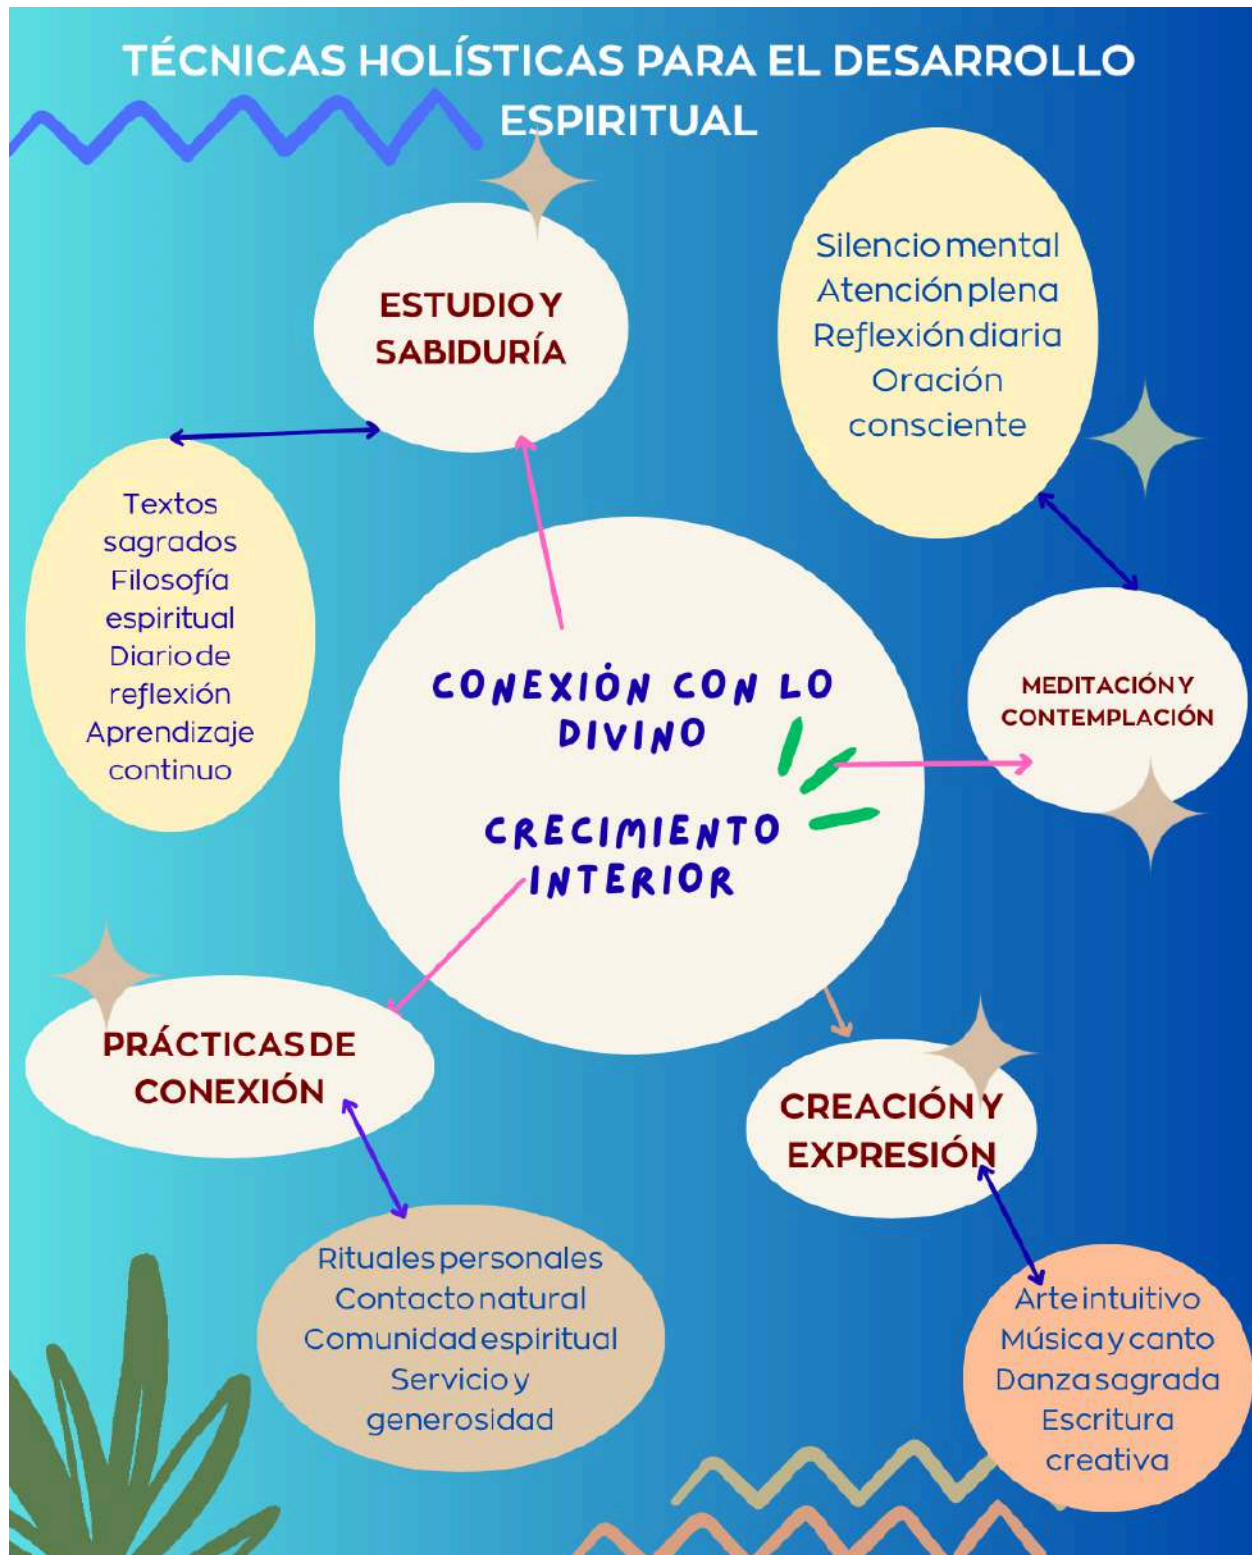 TÉCNICAS HOLÍSTICAS PARA EL DESARROLLO
ESPIRITUAL
ESTUDIO Y
SABIDURÍA
Silencio mental
Atención plena
Reflexión diaria
Oración
consciente
Textos
sagrados
Filosofía
espiritual
Diario de
reflexión
Aprendizaje
continuo
CONEXIÓN CON LO
DIVINO
CRECIMIENTO
INTERIOR
MEDITACIÓN Y
CONTEMPLACIÓN
PRÁCTICAS DE
CONEXIÓN
CREACIÓN Y
EXPRESIÓN
Rituales personales
Contacto natural
Comunidad espiritual
Servicio y
generosidad
Arte intuitivo
Música y canto
Danza sagrada
Escritura
creativa